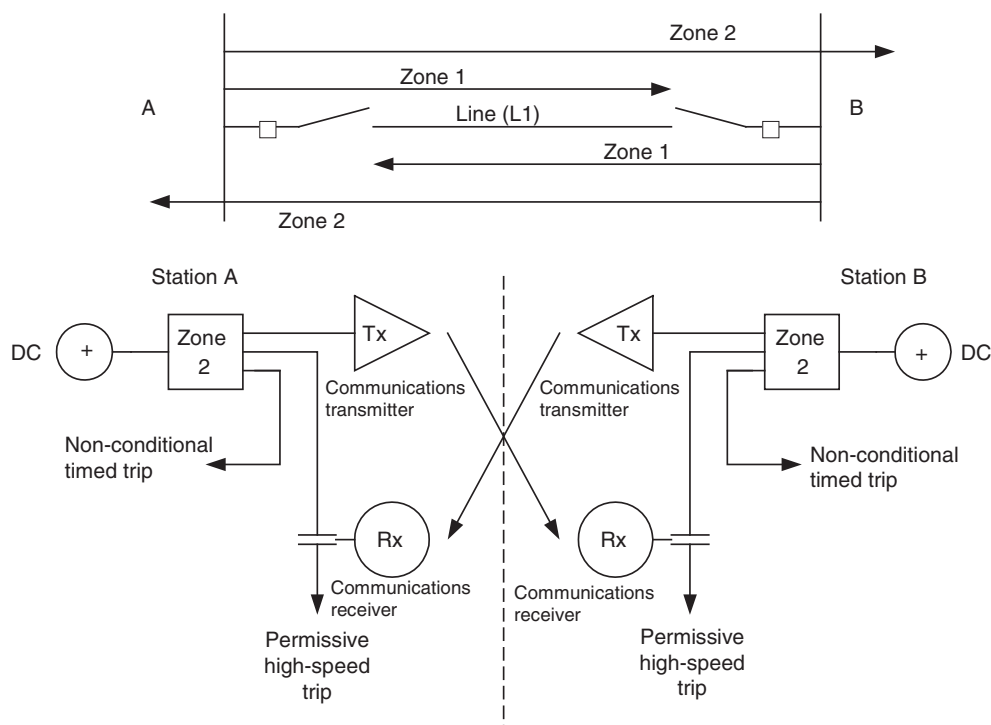 Zone 2
Zone 1
A
B
Line (L1)
Zone 1
Zone 2
Station A
Station B
DC
+
Zone
2
Tx
Tx
Zone
2
+
DC
Communications
transmitter
Communications
transmitter
Non-conditional
timed trip
Non-conditional
timed trip
Rx
Rx
Communications
receiver
Communications
receiver
Permissive
high-speed
trip
Permissive
high-speed
trip